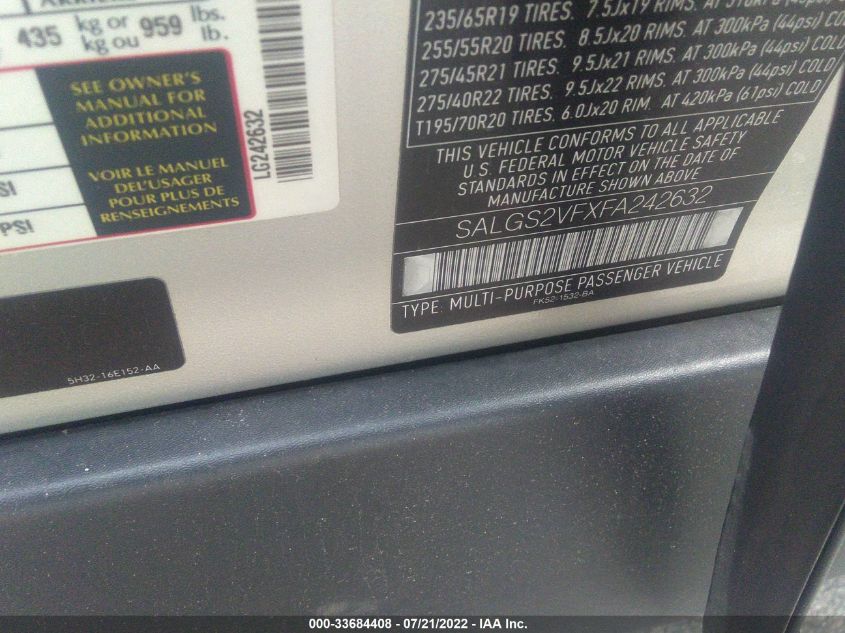 435 kg or 959 lbs.
kg ou lb.
SEE OWNER'S
MANUAL FOR
ADDITIONAL
INFORMATION
VOIR LE MANUEL
DEL'USAGER
POUR PLUS DE
RENSEIGNEMENTS
PSI
LG242632
5H32-16E152-AA
235/65R19 TIRES. 7.5Jx19 RIMS. AT
255/55R20 TIRES. 8.5Jx20 RIMS. AT 300kPa (44psi)
275/45R21 TIRES. 9.5Jx21 RIMS. AT 300kPa (44psi) COLD
275/40R22 TIRES. 9.5Jx22 RIMS. AT 300kPa (44psi) COLD
T195/70R20 TIRES. 6.0Jx20 RIM. AT 420kPa (61psi) COLD
THIS VEHICLE CONFORMS TO ALL APPLICABLE
U.S. FEDERAL MOTOR VEHICLE SAFETY
STANDARDS IN EFFECT ON THE DATE OF
MANUFACTURE SHOWN ABOVE
SALGS2VFXFA242632
TYPE: MULTI-PURPOSE PASSENGER VEHICLE
FK52-1532-BA
000-33684408 - 07/21/2022 - IAA Inc.